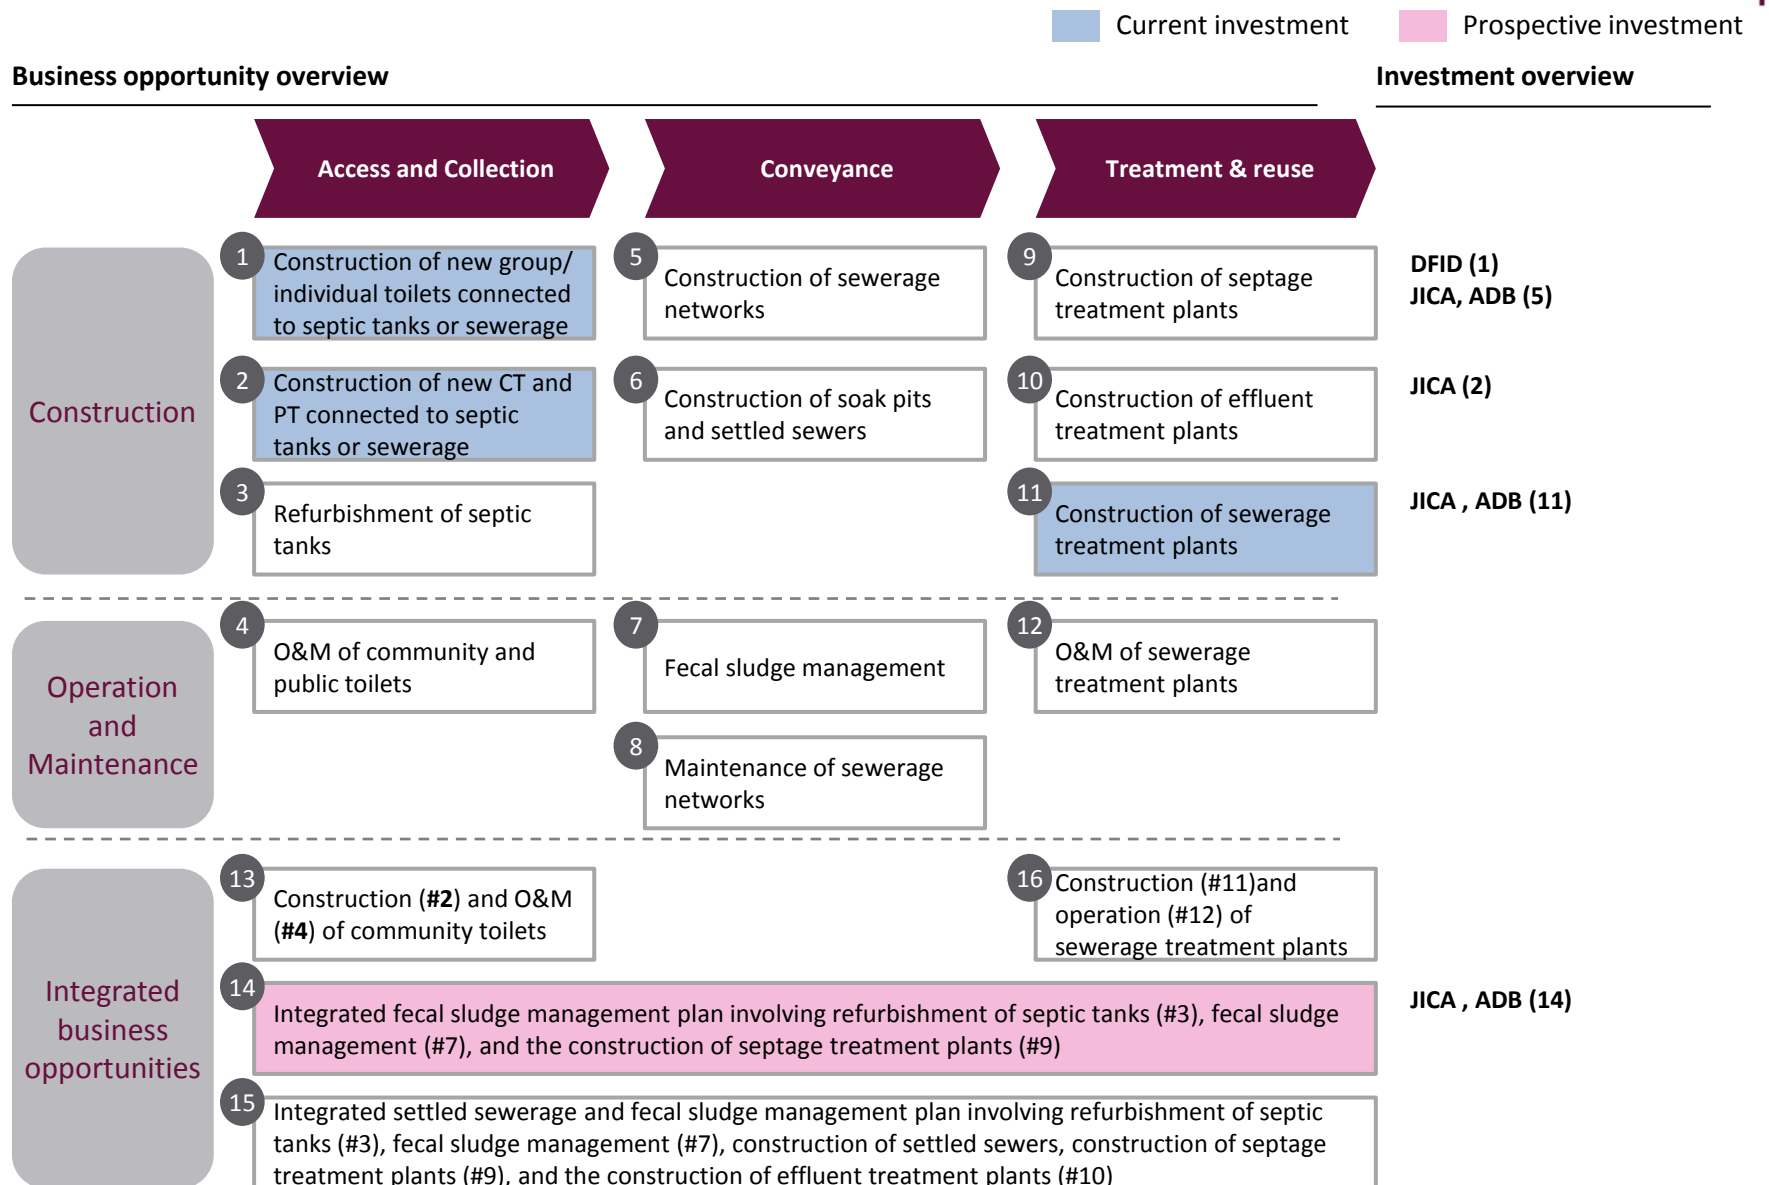 Current investment
Prospective investment
Business opportunity overview
Investment overview
Access and Collection
Conveyance
Treatment & reuse
Construction
1
Construction of new group/
individual toilets connected
to septic tanks or sewerage
5
Construction of sewerage
networks
9
Construction of septage
treatment plants
DFID (1)
JICA, ADB (5)
2
Construction of new CT and
PT connected to septic
tanks or sewerage
6
Construction of soak pits
and settled sewers
10
Construction of effluent
treatment plants
JICA (2)
3
Refurbishment of septic
tanks
11
Construction of sewerage
treatment plants
JICA , ADB (11)
Operation
and
Maintenance
4
O&M of community and
public toilets
7
Fecal sludge management
12
O&M of sewerage
treatment plants
8
Maintenance of sewerage
networks
Integrated
business
opportunities
13
Construction (#2) and O&M
(#4) of community toilets
16
Construction (#11)and
operation (#12) of
sewerage treatment plants
14
Integrated fecal sludge management plan involving refurbishment of septic tanks (#3), fecal sludge
management (#7), and the construction of septage treatment plants (#9)
JICA , ADB (14)
15
Integrated settled sewerage and fecal sludge management plan involving refurbishment of septic
tanks (#3), fecal sludge management (#7), construction of settled sewers, construction of septage
treatment plants (#9), and the construction of effluent treatment plants (#10)